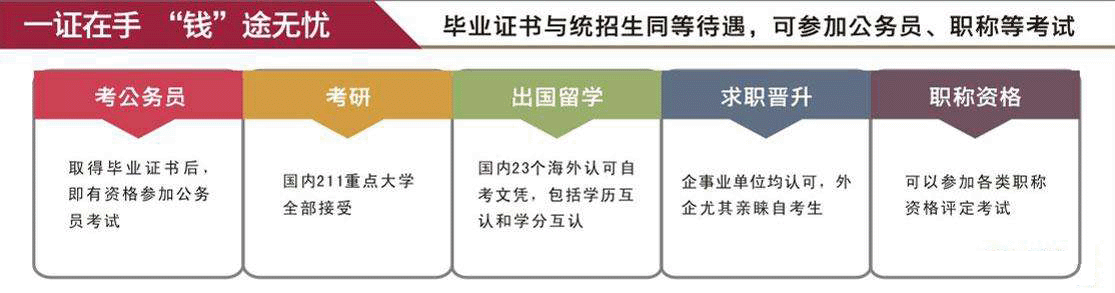 一证在手 “钱”途无忧
毕业证书与统招生同等待遇，可参加公务员、职称等考试
考公务员
取得毕业证书后，
即有资格参加公务
员考试
考研
国内211重点大学
全部接受
出国留学
国内23个海外认可自
考文凭，包括学历互
认和学分互认
求职晋升
企事业单位均认可，外
企尤其亲睐自考生
职称资格
可以参加各类职称
资格评定考试